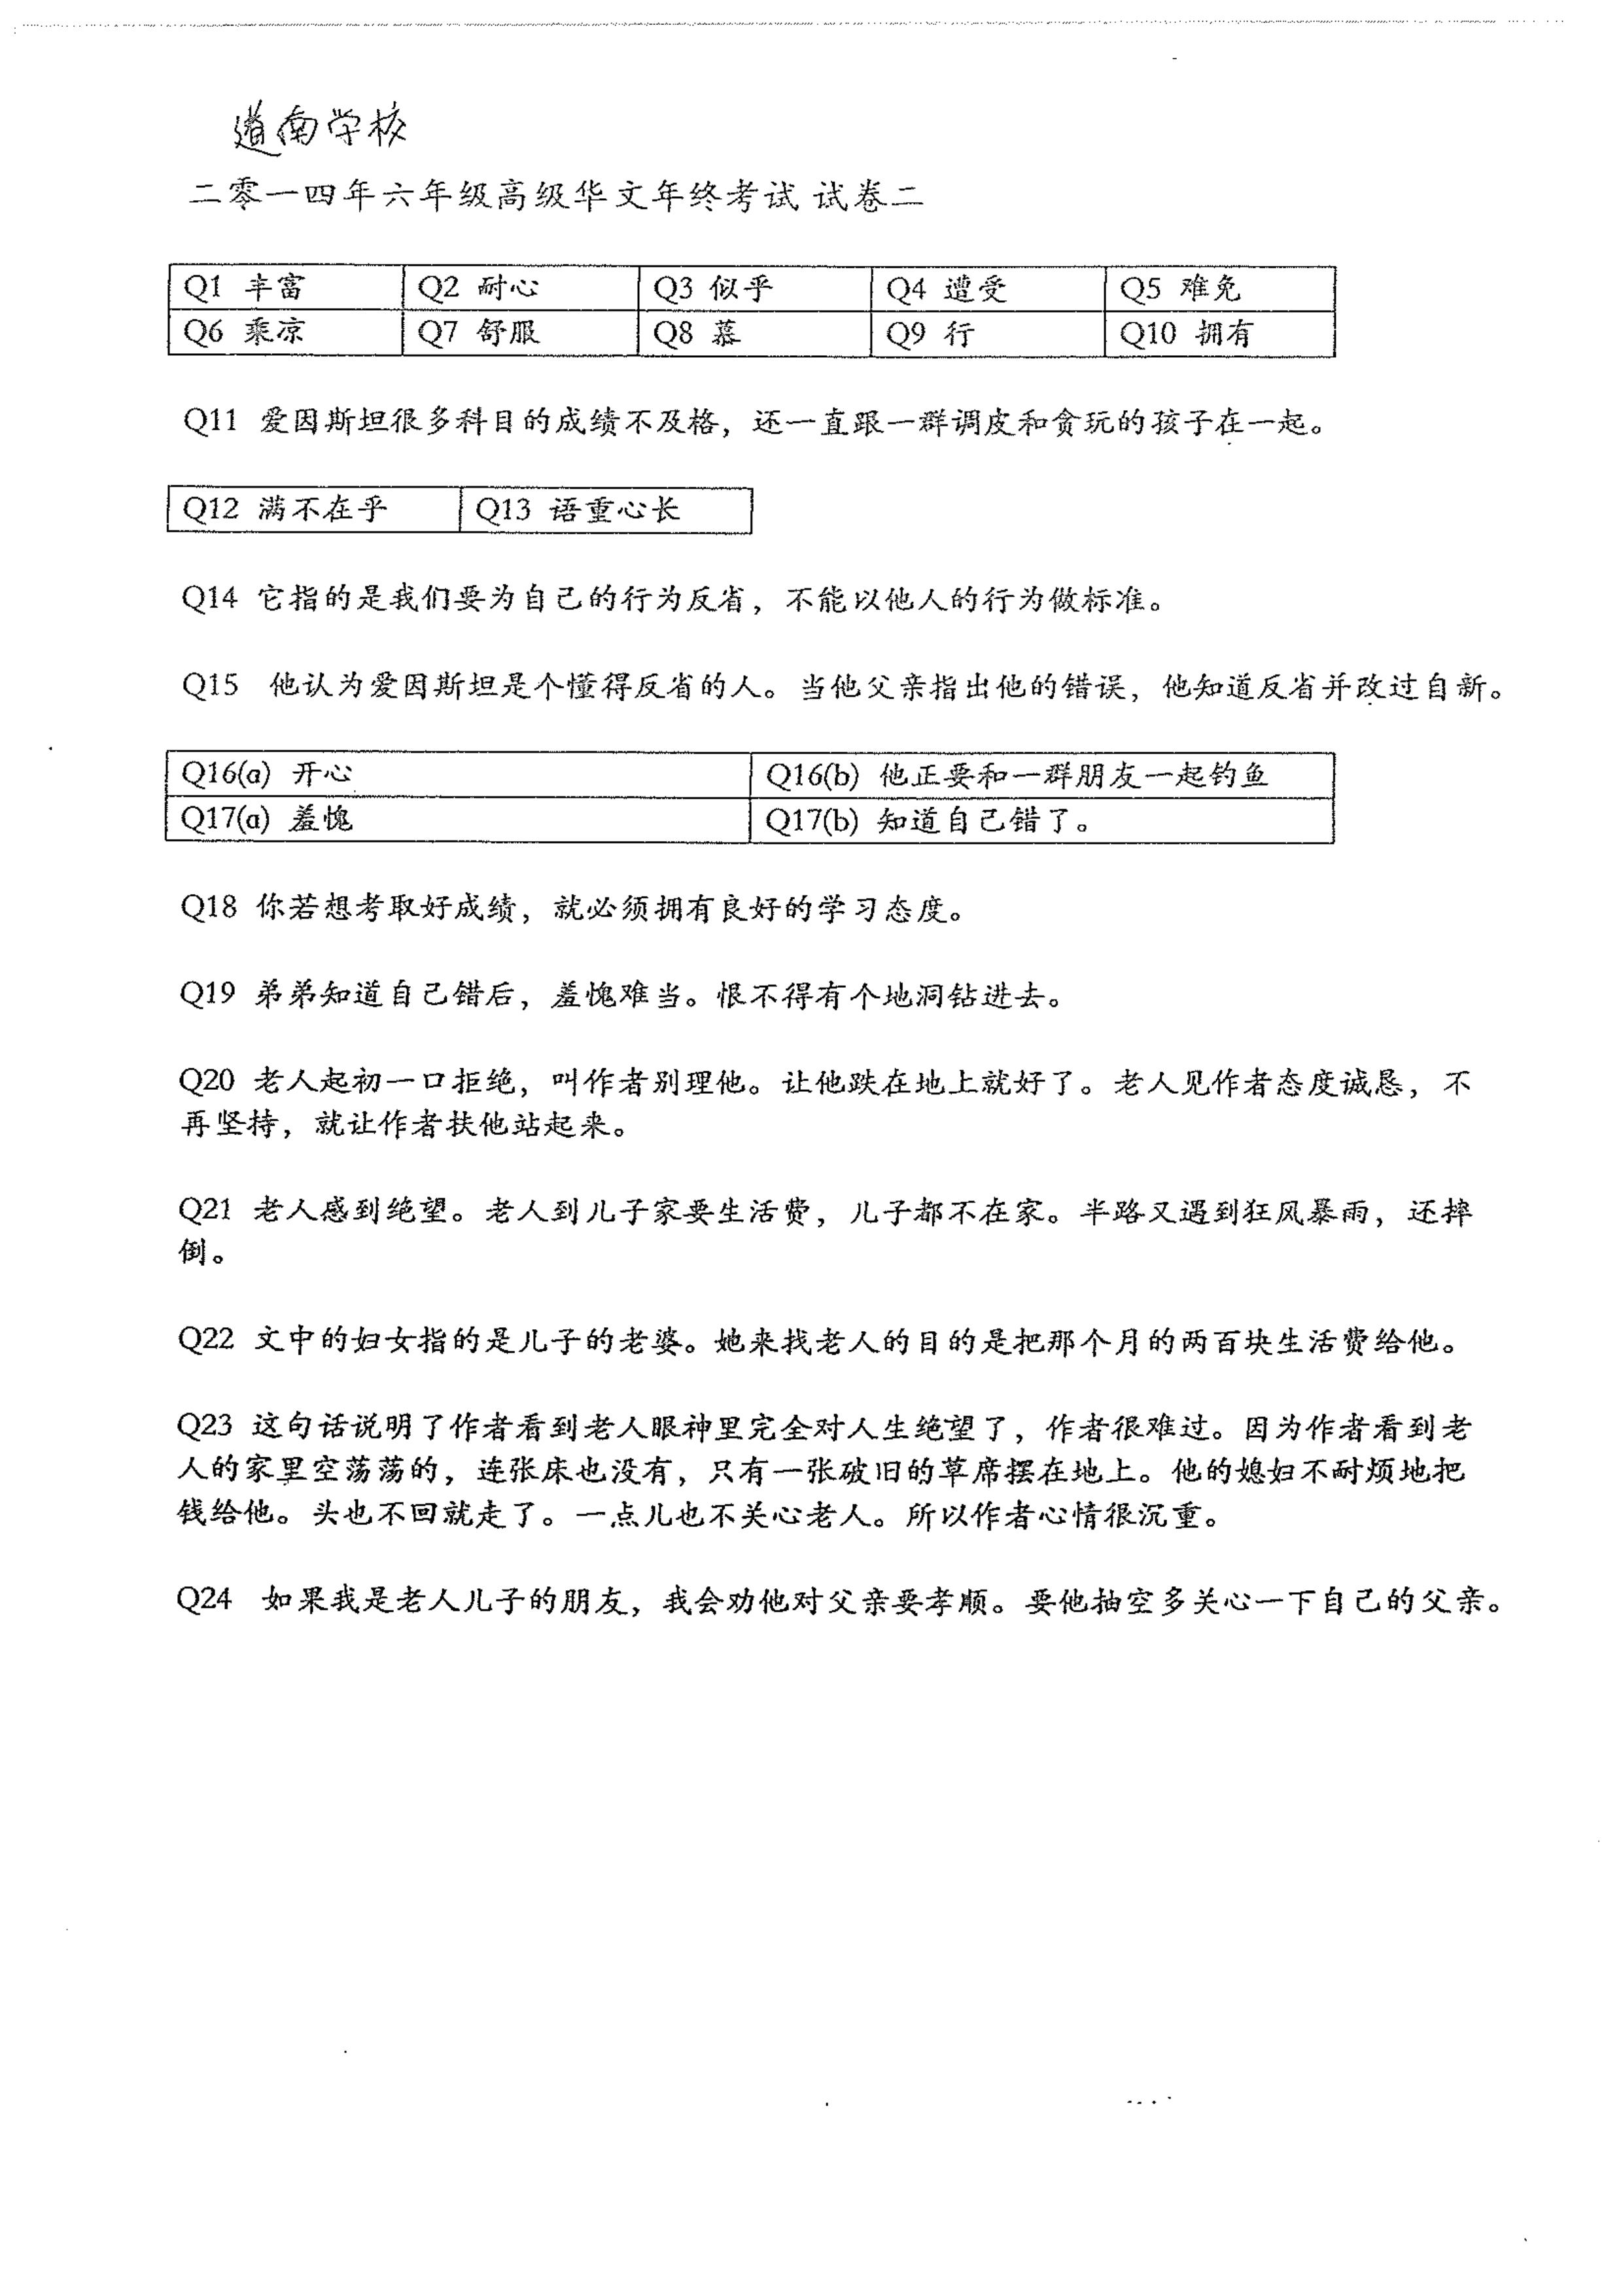 道南学校
二零一四年六年级高级华文年终考试 试卷二
Q1 丰富 Q2 耐心 Q3 似乎 Q4 遭受 Q5 难免
Q6 乘凉 Q7 舒服 Q8 慕 Q9 行 Q10 拥有
Q11 爱因斯坦很多科目的成绩不及格，还一直跟一群调皮和贪玩的孩子在一起。
Q12 满不在乎 Q13 语重心长
Q14 它指的是我们要为自己的行为反省，不能以他人的行为做标准。
Q15 他认为爱因斯坦是个懂得反省的人。当他父亲指出他的错误，他知道反省并改过自新。
Q16(a) 开心 Q16(b) 他正要和一群朋友一起钓鱼
Q17(a) 羞愧 Q17(b) 知道自己错了。
Q18 你若想考取好成绩，就必须拥有良好的学习态度。
Q19 弟弟知道自己错后，羞愧难当。恨不得有个地洞钻进去。
Q20 老人起初一口拒绝，叫作者别理他。让他跌在地上就好了。老人见作者态度诚恳，不
再坚持，就让作者扶他站起来。
Q21 老人感到绝望。老人到儿子家要生活费，儿子都不在家。半路又遇到狂风暴雨，还摔
倒。
Q22 文中的妇女指的是儿子的老婆。她来找老人的目的是把那个月的两百块生活费给他。
Q23 这句话说明了作者看到老人眼神里完全对人生绝望了，作者很难过。因为作者看到老
人的家里空荡荡的，连张床也没有，只有一张破旧的草席摆在地上。他的媳妇不耐烦地把
钱给他。头也不回就走了。一点儿也不关心老人。所以作者心情很沉重。
Q24 如果我是老人儿子的朋友，我会劝他对父亲要孝顺。要他抽空多关心一下自己的父亲。